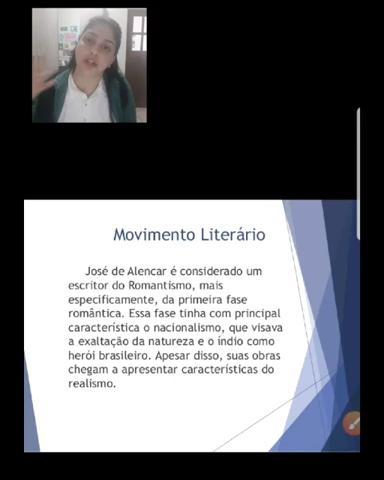 Movimento Literário
José de Alencar é considerado um
escritor do Romantismo, mais
especificamente, da primeira fase
romântica. Essa fase tinha com principal
característica o nacionalismo, que visava
a exaltação da natureza e o índio como
herói brasileiro. Apesar disso, suas obras
chegam a apresentar características do
realismo.